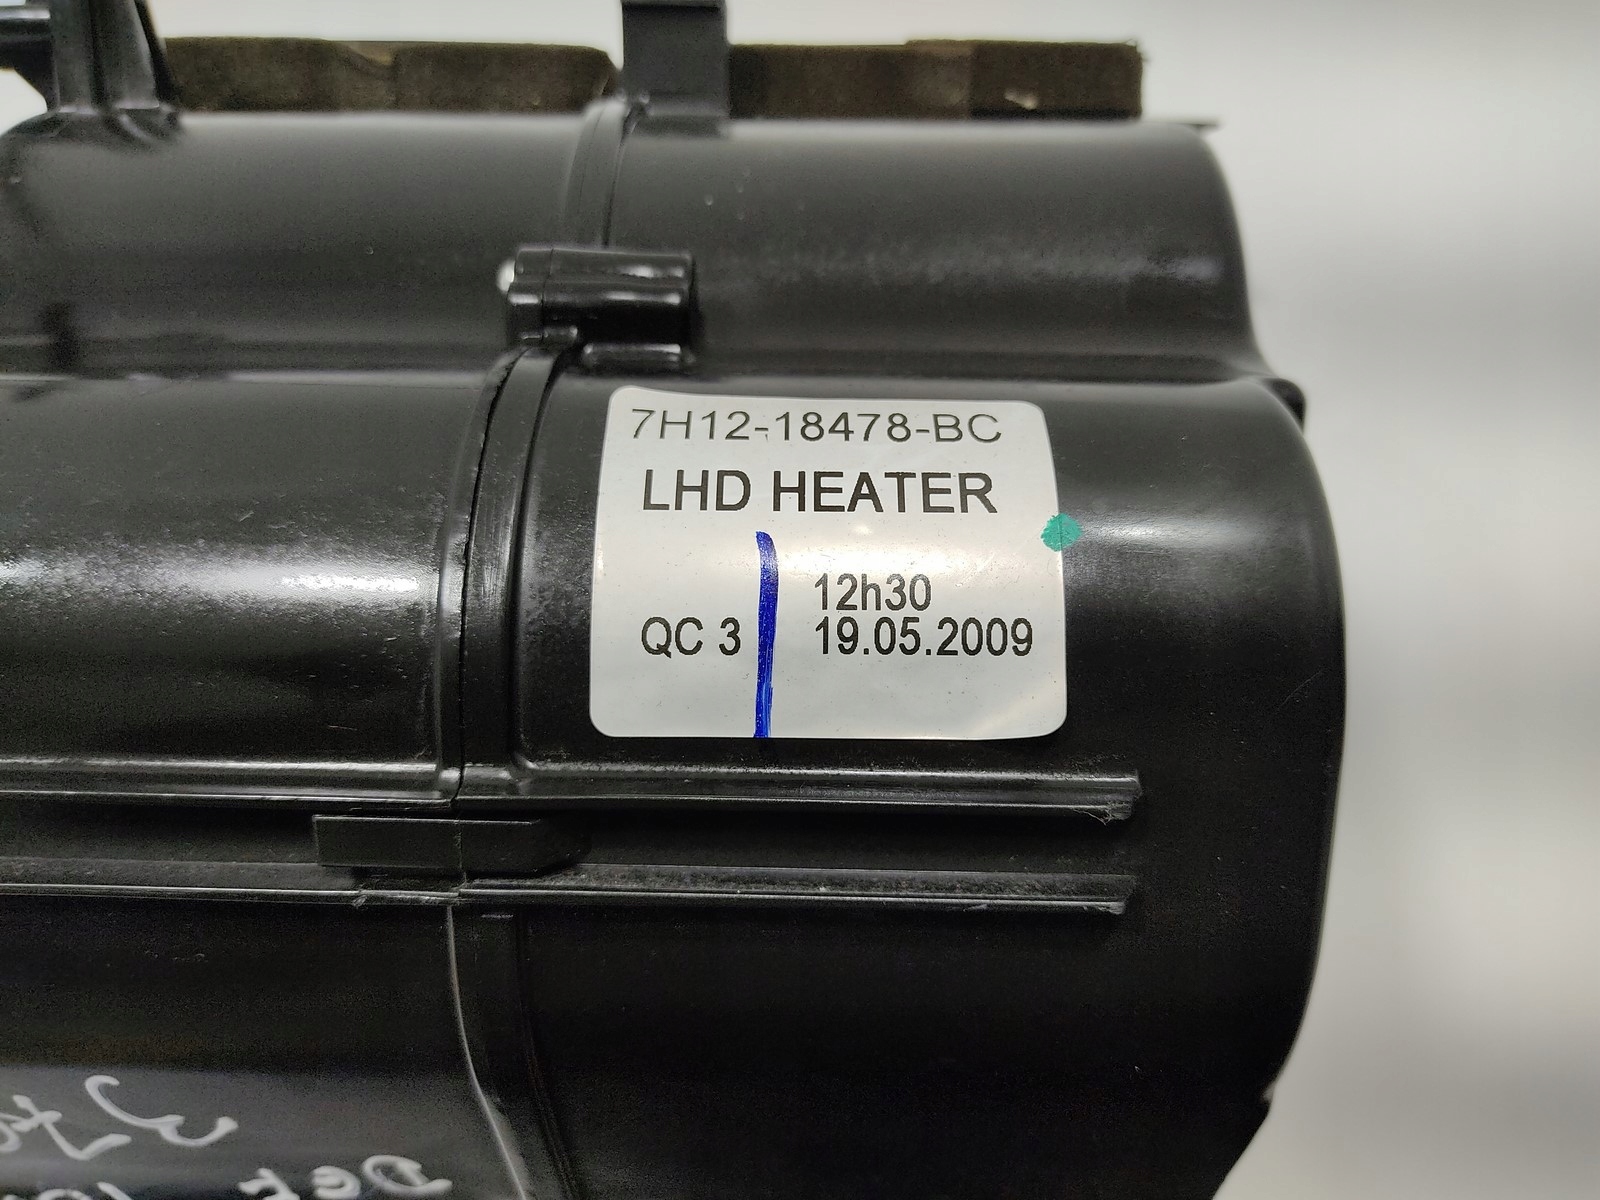 7H12-18478-BC
LHD HEATER
12h30
QC 3 19.05.2009